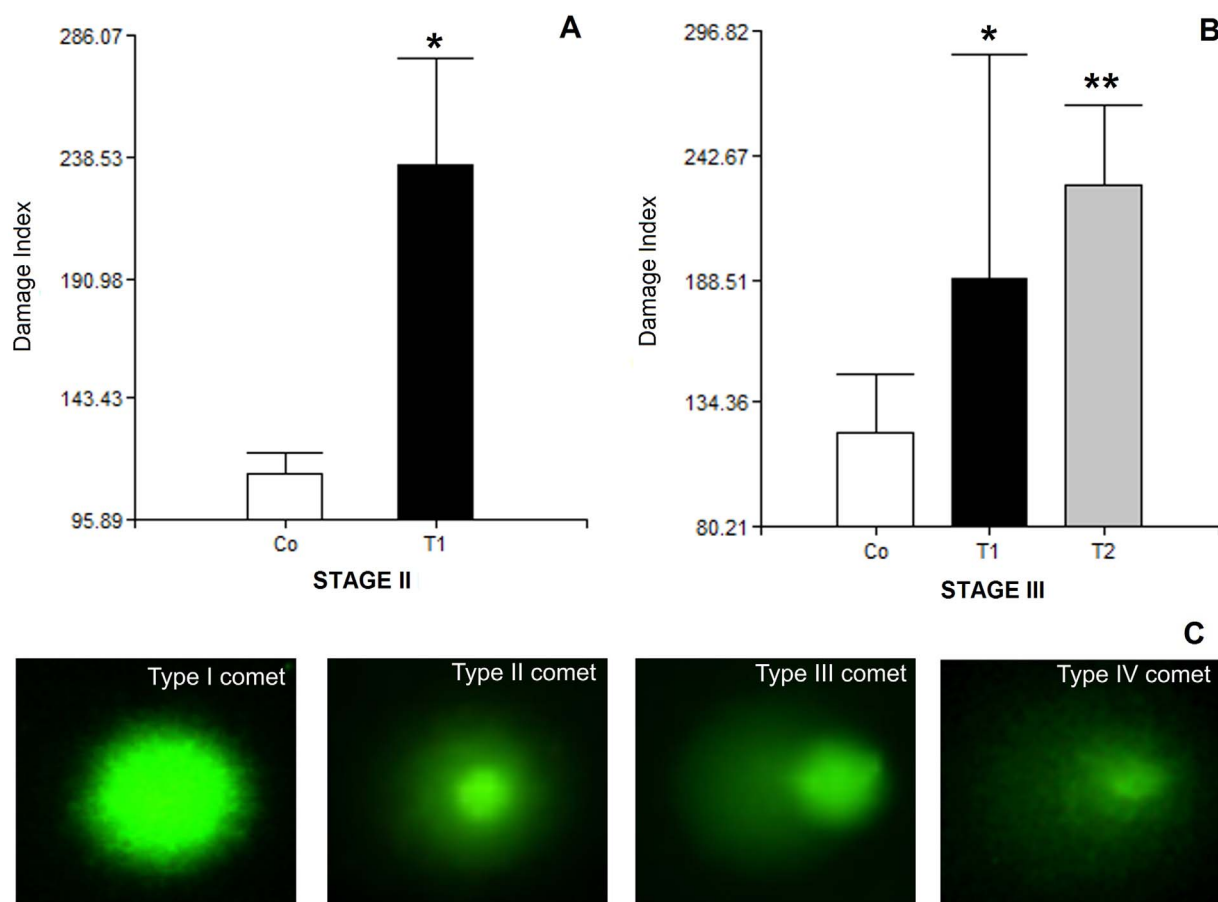 A
286.07
*
238.53
190.98
143.43
95.89
Damage Index
Co T1
STAGE II
B
296.82
*
**
242.67
188.51
134.36
80.21
Damage Index
Co T1 T2
STAGE III
C
Type I comet
Type II comet
Type III comet
Type IV comet